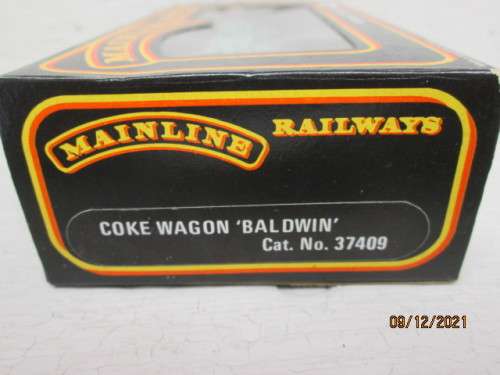 MAINLINE RAILWAYS
COKE WAGON 'BALDWIN'
Cat. No. 37409
09/12/2021